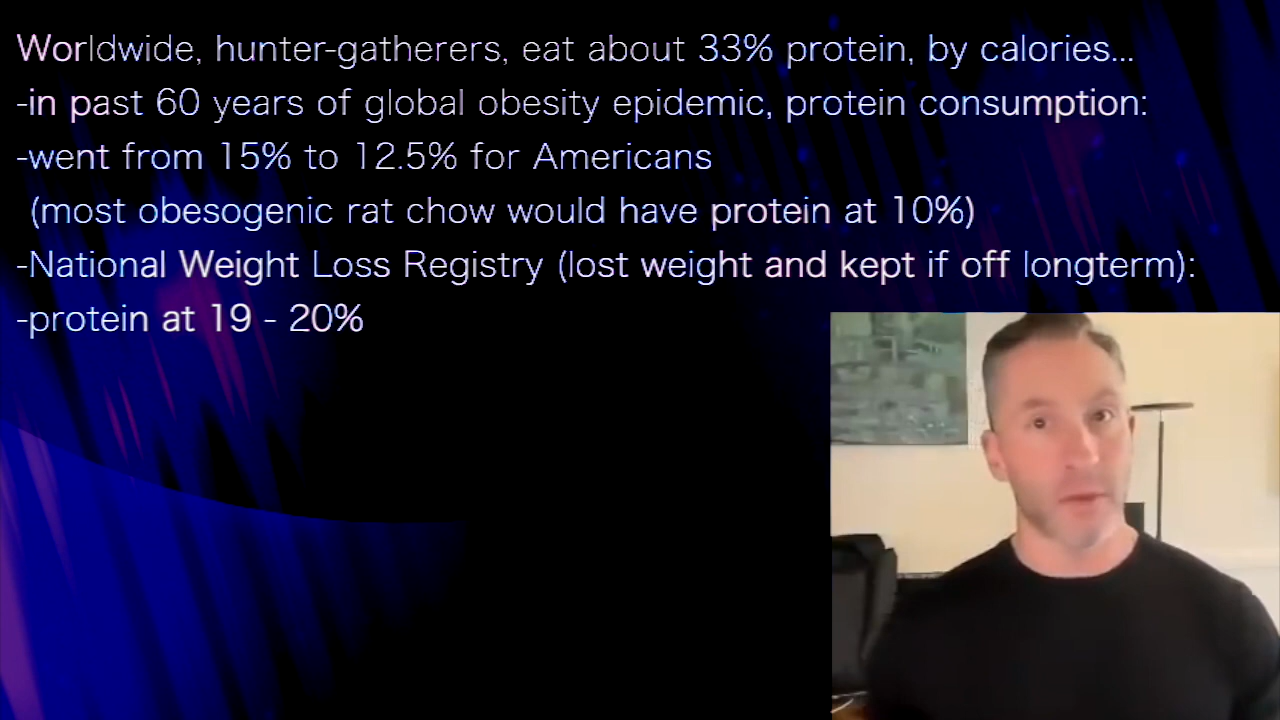 Worldwide, hunter-gatherers, eat about 33% protein, by calories...
-in past 60 years of global obesity epidemic, protein consumption:
-went from 15% to 12.5% for Americans
(most obesogenic rat chow would have protein at 10%)
-National Weight Loss Registry (lost weight and kept if off longterm):
-protein at 19 - 20%